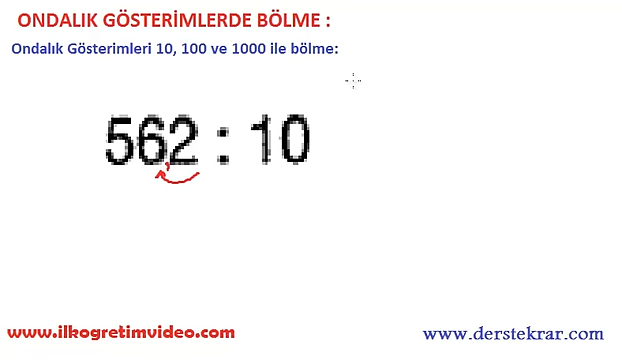 ONDALIK GÖSTERİMLERDE BÖLME :
Ondalık Gösterimleri 10, 100 ve 1000 ile bölme:
562 : 10
www.ilkogretimvideo.com
www.derstekrar.com